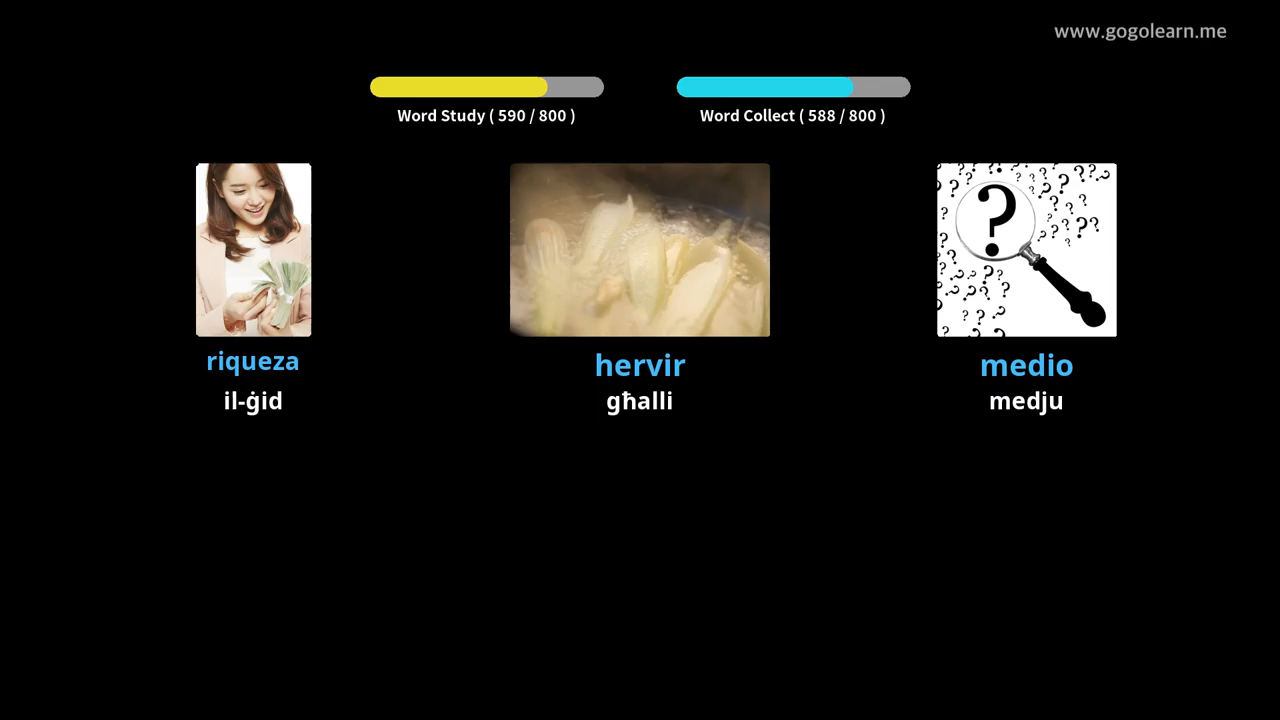 www.gogolearn.me
Word Study ( 590 / 800 )
Word Collect ( 588 / 800 )
riqueza
hervir
medio
il-ġid
għalli
medju